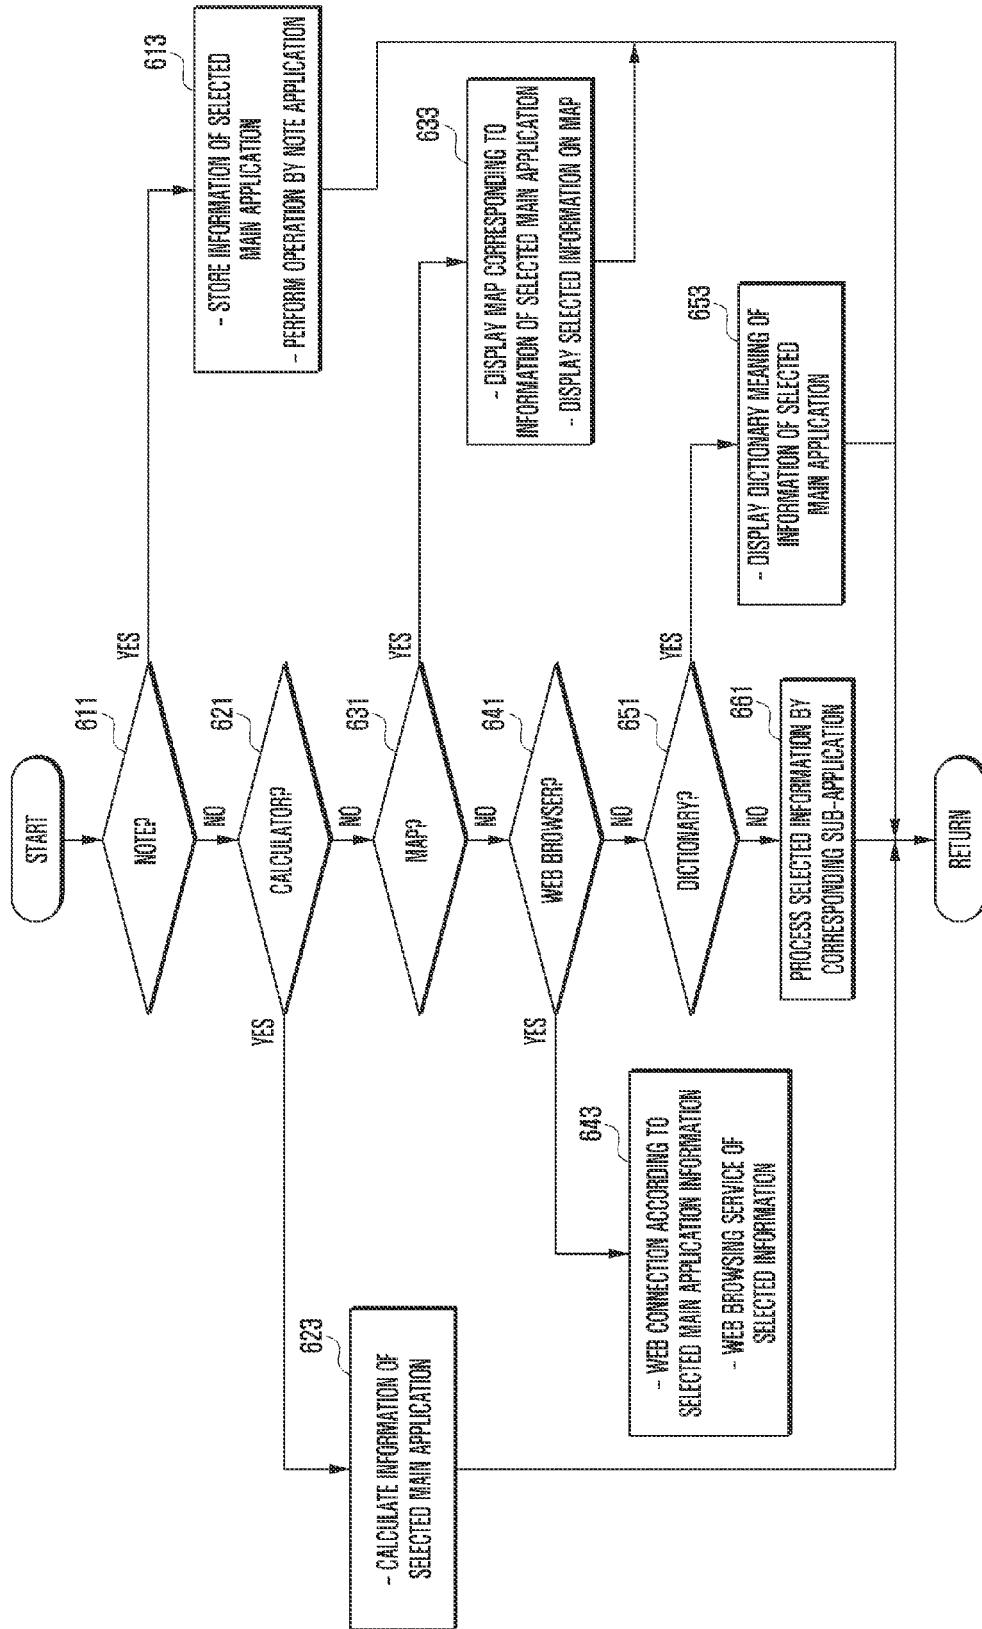 START
611
NOTE?
YES
NO
613
- STORE INFORMATION OF SELECTED
MAIN APPLICATION
- PERFORM OPERATION BY NOTE APPLICATION
621
CALCULATOR?
YES
NO
623
- CALCULATE INFORMATION OF
SELECTED MAIN APPLICATION
631
MAP?
YES
NO
633
- DISPLAY MAP CORRESPONDING TO
INFORMATION OF SELECTED MAIN APPLICATION
- DISPLAY SELECTED INFORMATION ON MAP
641
WEB BROWSER?
YES
NO
643
- WEB CONNECTION ACCORDING TO
SELECTED MAIN APPLICATION INFORMATION
- WEB BROWSING SERVICE OF
SELECTED INFORMATION
651
DICTIONARY?
YES
NO
653
- DISPLAY DICTIONARY MEANING OF
INFORMATION OF SELECTED
MAIN APPLICATION
661
PROCESS SELECTED INFORMATION BY
CORRESPONDING SUB-APPLICATION
RETURN